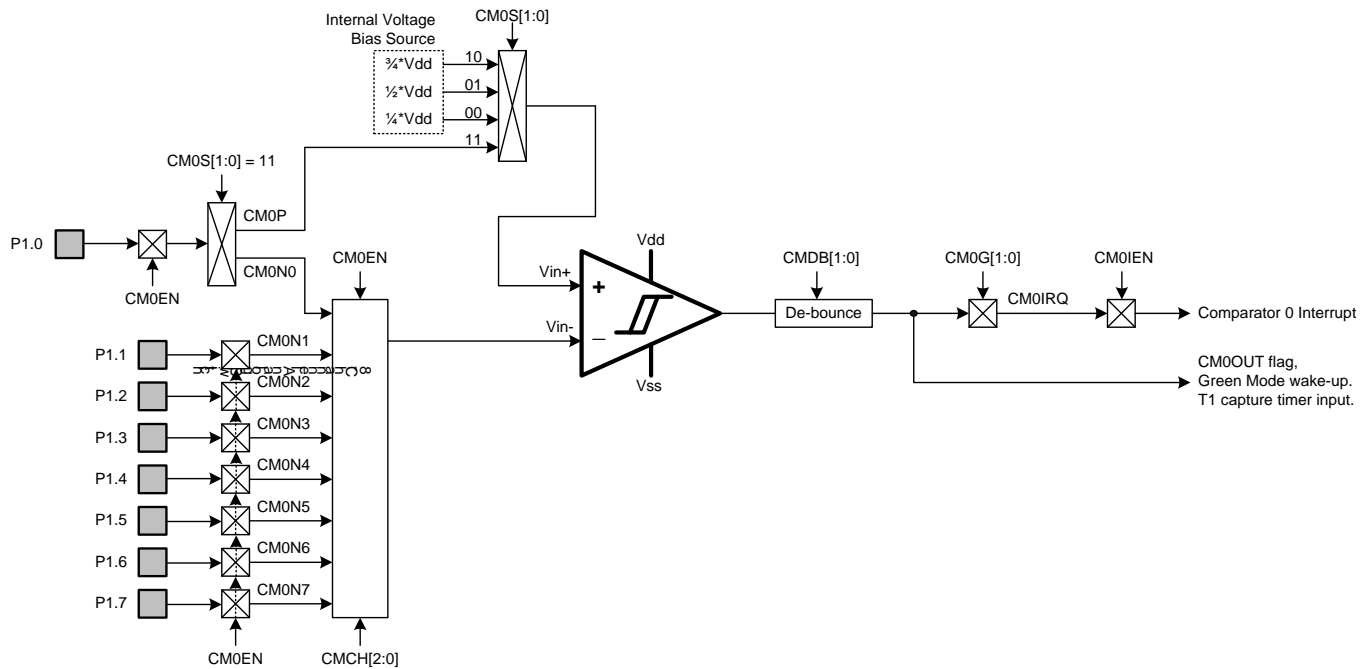 Internal Voltage
Bias Source
CM0S[1:0]
¾*Vdd
10
½*Vdd
01
¼*Vdd
00
11
CM0S[1:0] = 11
CM0P
P1.0
CM0N0
CM0EN
CM0EN
Vdd
Vin+
+
CMDB[1:0]
CM0G[1:0]
CM0IEN
De-bounce
CM0IRQ
Comparator 0 Interrupt
Vin-
–
Vss
CM0OUT flag,
Green Mode wake-up.
T1 capture timer input.
P1.1
CM0N1
P1.2
CM0N2
P1.3
CM0N3
P1.4
CM0N4
P1.5
CM0N5
P1.6
CM0N6
P1.7
CM0N7
CM0EN
CMCH[2:0]